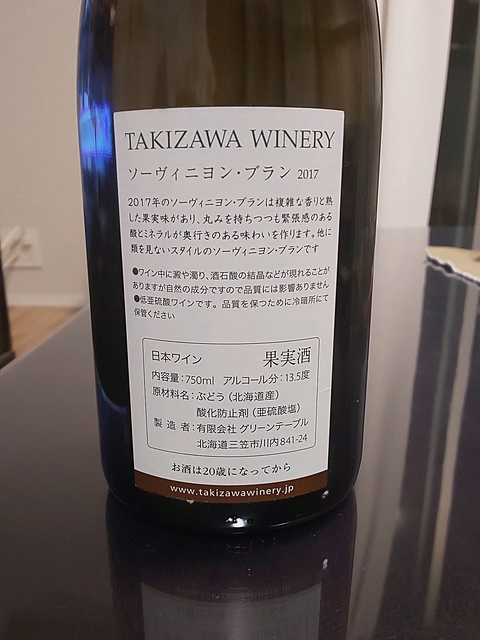 TAKIZAWA WINERY
ソーヴィニヨン・ブラン 2017
2017年のソーヴィニヨン・ブランは複雑な香りと熟
した果実味があり、丸みを持ちつつも緊張感のある
酸とミネラルが奥行きのある味わいを作ります。他に
類を見ないスタイルのソーヴィニヨン・ブランです
●ワイン中に澱や濁り、酒石酸の結晶などが現れることが
ありますが自然の成分ですので品質には影響ありません
●低亜硫酸ワインです。品質を保つために冷暗所にて
保管ください
日本ワイン 果実酒
内容量:750ml アルコール分:13.5度
原材料名:ぶどう(北海道産)
酸化防止剤(亜硫酸塩)
製造者:有限会社 グリーンテーブル
北海道三笠市川内841-24
お酒は20歳になってから
www.takizawawinery.jp